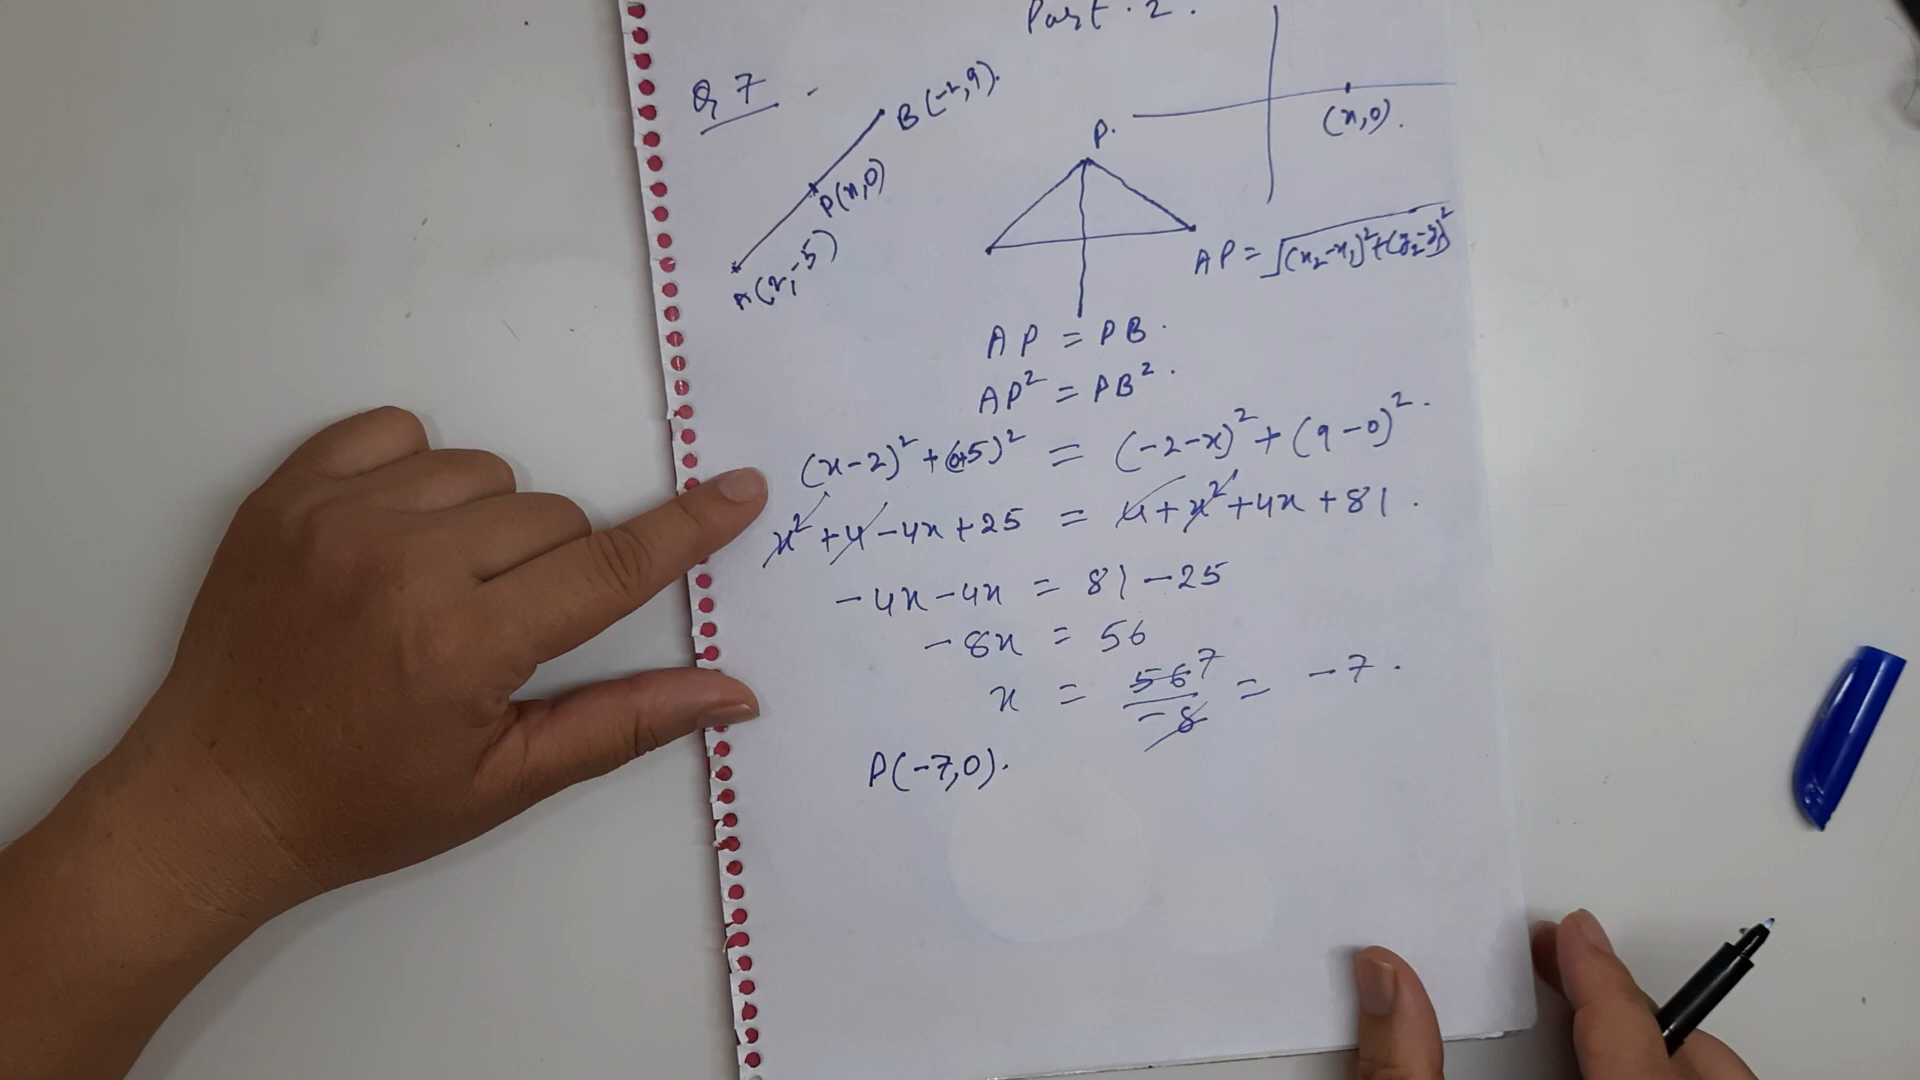 Part. 2.
Q 7 -
B(-2,9).
P(x,0)
A(2,-5)
P.
(x,0).
AP = √(x₂-x₁)²+(y₂-y₁)²
AP = PB.
AP² = PB².
(x-2)² + (0+5)² = (-2-x)² + (9-0)².
x² + 4 - 4x + 25 = 4 + x² + 4x + 81.
-4x - 4x = 81 - 25
-8x = 56
x = 56 7 / -8 = -7.
P(-7,0).